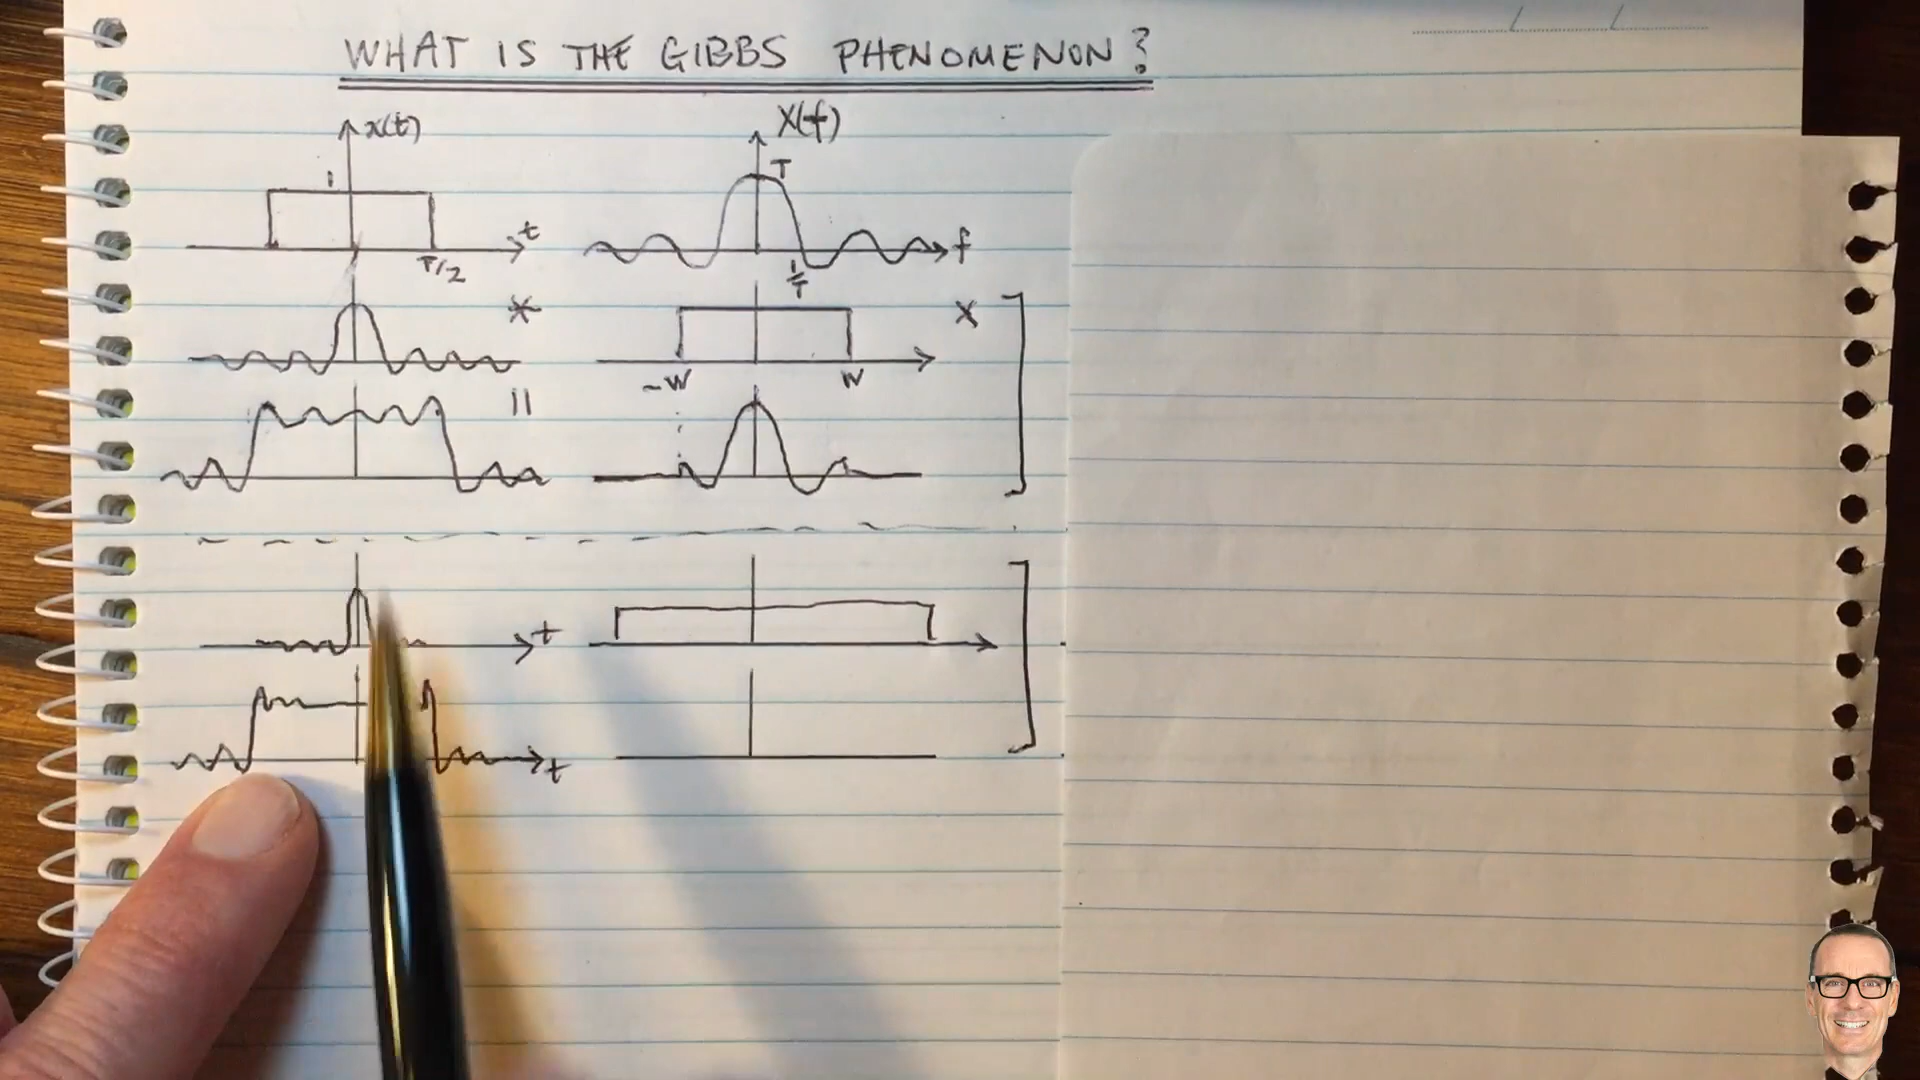 WHAT IS THE GIBBS PHENOMENON?
x(t) X(f)
1 T
t f
T/2 1/T
* X
-W W
=
t
t